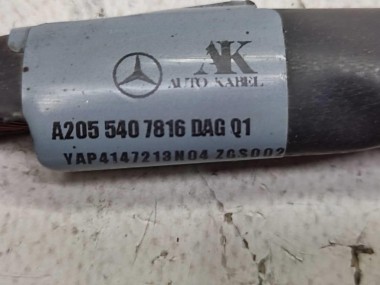 AK
AUTO KABEL
A205 540 7816 DAG Q1
YAP4147213N04 ZGS002